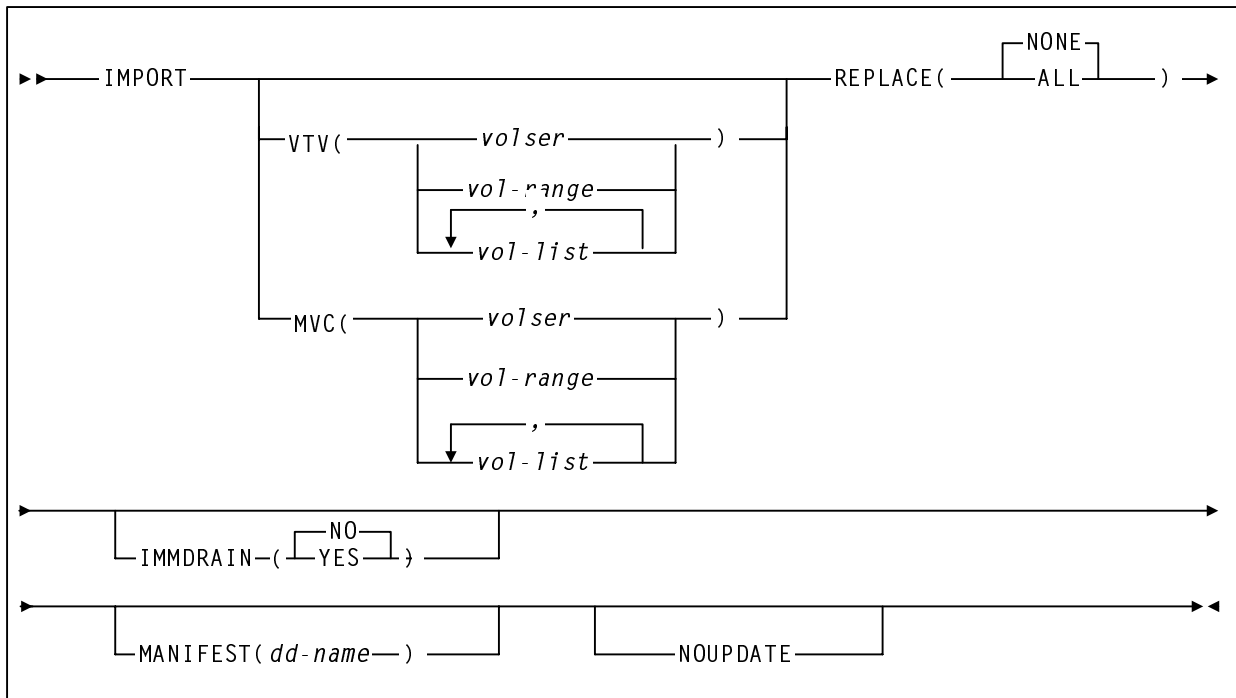 NONE
IMPORT REPLACE( ALL )
VTV( volser )
vol-range
,
vol-list
MVC( volser )
vol-range
,
vol-list
NO
IMMDRAIN ( YES )
MANIFEST( dd-name ) NOUPDATE